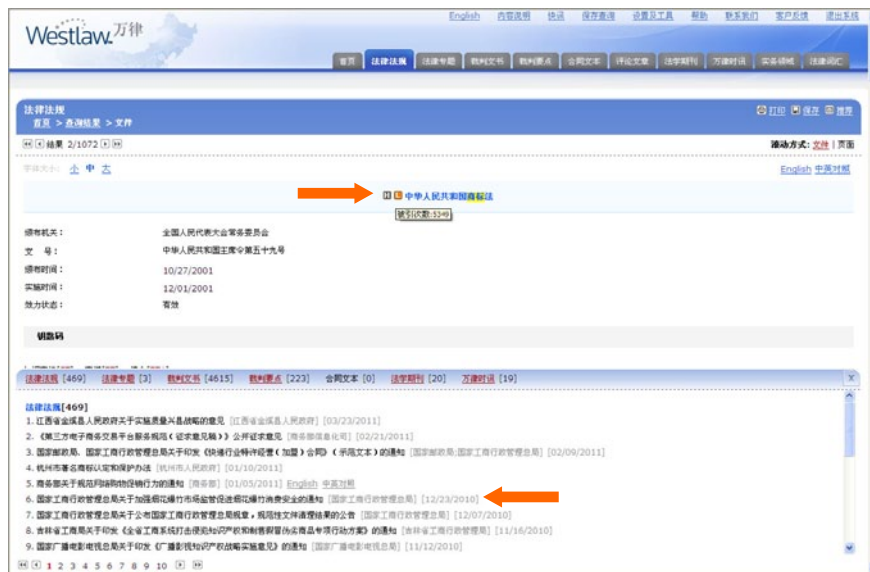 Westlaw 万律
English 内容说明 快讯 保存查询 设置及工具 帮助 联系我们 客户反馈 退出系统
首页 法律法规 法律专题 裁判文书 裁判要点 合同文本 评论文章 法学期刊 万律时讯 实务领域 法律词汇
法律法规
首页 > 查询结果 > 文件
打印 保存 推荐
结果 2/1072
滚动方式: 文件 | 页面
字体大小: 小 中 大
English 中英对照
中华人民共和国商标法
被引次数:5349
颁布机关: 全国人民代表大会常务委员会
文 号: 中华人民共和国主席令第五十九号
颁布时间: 10/27/2001
实施时间: 12/01/2001
效力状态: 有效
钥匙码
法律法规 [469] 法律专题 [3] 裁判文书 [4615] 裁判要点 [223] 合同文本 [0] 法学期刊 [20] 万律时讯 [19] X
法律法规[469]
1. 江西省金溪县人民政府关于实施质量兴县战略的意见 [江西省金溪县人民政府] [03/23/2011]
2. 《第三方电子商务交易平台服务规范(征求意见稿)》公开征求意见 [商务部信息化司] [02/21/2011]
3. 国家邮政局、国家工商行政管理总局关于印发《快递行业特许经营(加盟)合同》(示范文本)的通知 [国家邮政局;国家工商行政管理总局] [02/09/2011]
4. 杭州市著名商标认定和保护办法 [杭州市人民政府] [01/10/2011]
5. 商务部关于规范网络购物促销行为的通知 [商务部] [01/05/2011] English 中英对照
6. 国家工商行政管理总局关于加强烟花爆竹市场监管促进烟花爆竹消费安全的通知 [国家工商行政管理总局] [12/23/2010]
7. 国家工商行政管理总局关于公布国家工商行政管理总局规章,规范性文件清理结果的公告 [国家工商行政管理总局] [12/07/2010]
8. 吉林省工商局关于印发《全省工商系统打击侵犯知识产权和制售假冒伪劣商品专项行动方案》的通知 [吉林省工商行政管理局] [11/16/2010]
9. 国家广播电影电视总局关于印发《广播影视知识产权战略实施意见》的通知 [国家广播电影电视总局] [11/12/2010]
1 2 3 4 5 6 7 8 9 10